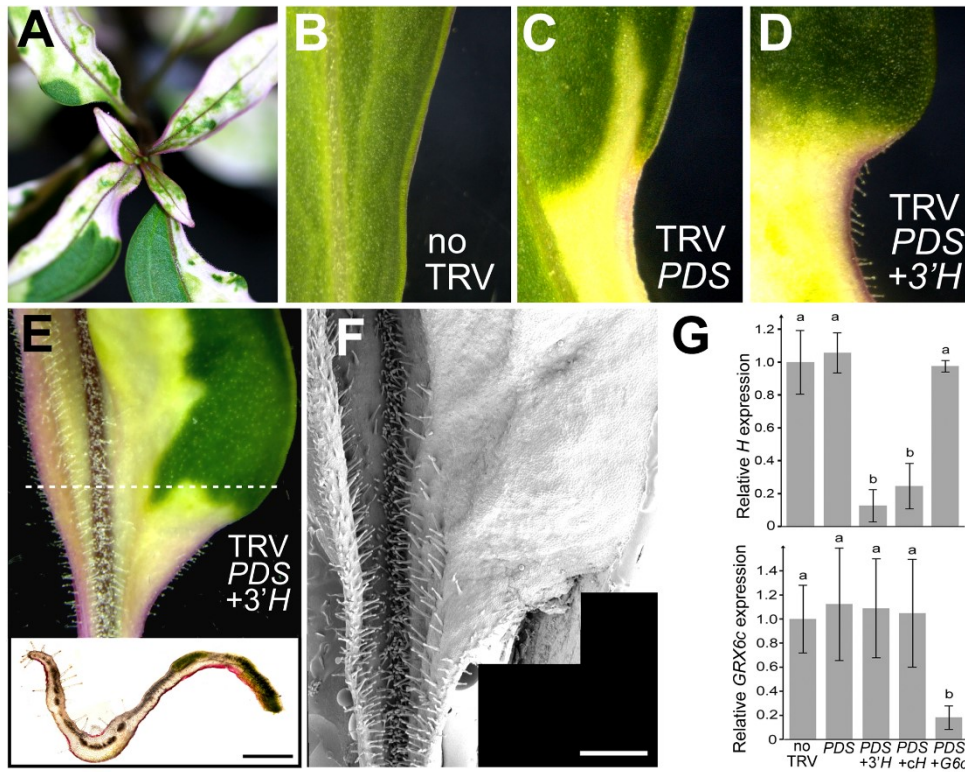 A
B
no
TRV
C
TRV
PDS
D
TRV
PDS
+3'H
E
TRV
PDS
+3'H
F
G
Relative H expression
1.2
1.0
0.8
0.6
0.4
0.2
0
a
a
b
b
a
Relative GRX6c expression
1.4
1.2
1.0
0.8
0.6
0.4
0.2
0
a
a
a
a
b
no
TRV
PDS
PDS
+3'H
PDS
+cH
PDS
+G6c